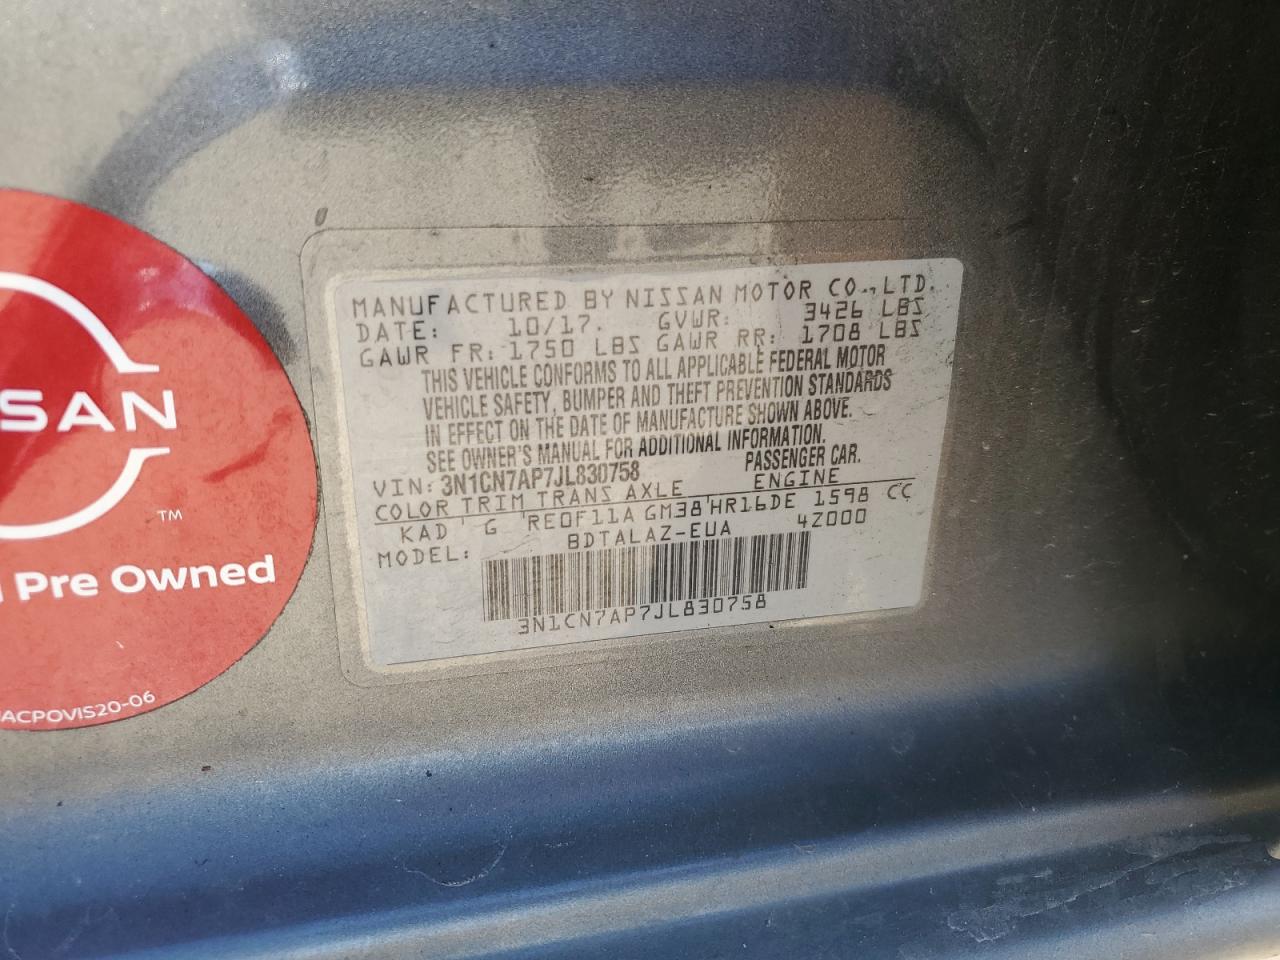 MANUFACTURED BY NISSAN MOTOR CO., LTD.
DATE: 10/17. GVWR: 3426 LBS
GAWR FR: 1750 LBS GAWR RR: 1708 LBS
THIS VEHICLE CONFORMS TO ALL APPLICABLE FEDERAL MOTOR
VEHICLE SAFETY, BUMPER AND THEFT PREVENTION STANDARDS
IN EFFECT ON THE DATE OF MANUFACTURE SHOWN ABOVE.
SEE OWNER'S MANUAL FOR ADDITIONAL INFORMATION.
VIN: 3N1CN7AP7JL830758 PASSENGER CAR.
COLOR TRIM TRANS AXLE ENGINE
KAD G RE0F11A GM38 HR16DE 1598 CC
MODEL: BDTALAZ-EUA 4Z000
3N1CN7AP7JL830758
SSAN
TM
Pre Owned
ACPOVIS20-06